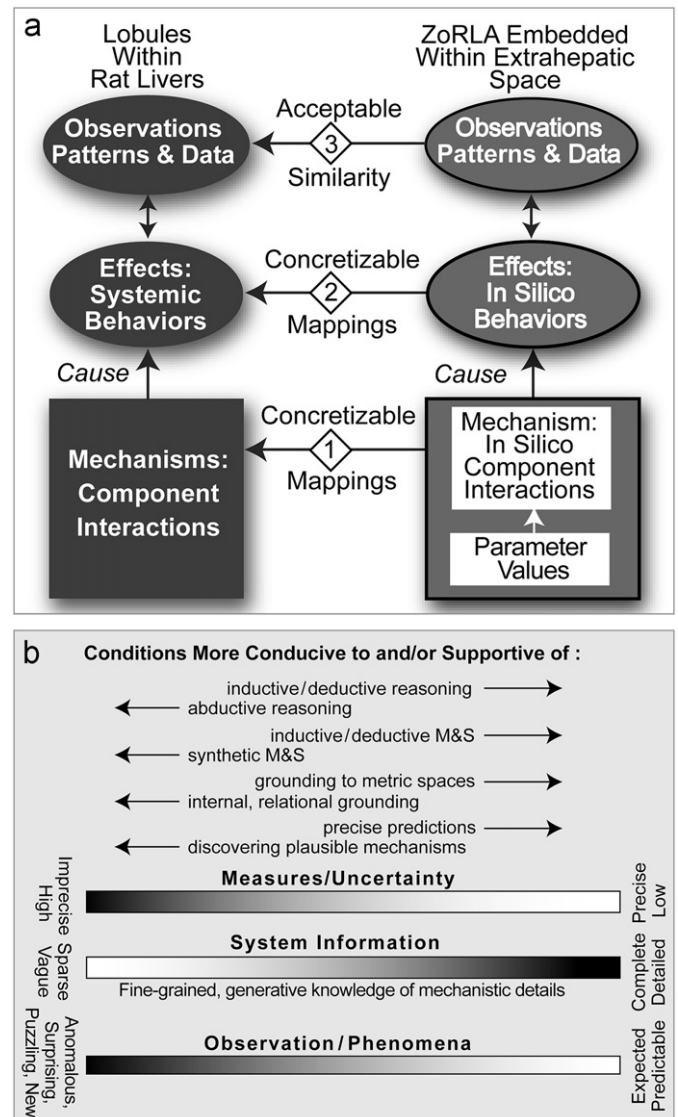 a
Lobules
Within
Rat Livers
ZoRLA Embedded
Within Extrahepatic
Space
Observations
Patterns & Data
Acceptable
3
Similarity
Observations
Patterns & Data
Effects:
Systemic
Behaviors
Concretizable
2
Mappings
Effects:
In Silico
Behaviors
Cause
Cause
Mechanisms:
Component
Interactions
Concretizable
1
Mappings
Mechanism:
In Silico
Component
Interactions
Parameter
Values
b
Conditions More Conducive to and/or Supportive of :
inductive/deductive reasoning
abductive reasoning
inductive/deductive M&S
synthetic M&S
grounding to metric spaces
internal, relational grounding
precise predictions
discovering plausible mechanisms
Measures/Uncertainty
Imprecise
High
Precise
Low
System Information
Sparse
Vague
Complete
Detailed
Fine-grained, generative knowledge of mechanistic details
Observation/Phenomena
Anomalous,
Surprising,
Puzzling, New
Expected
Predictable